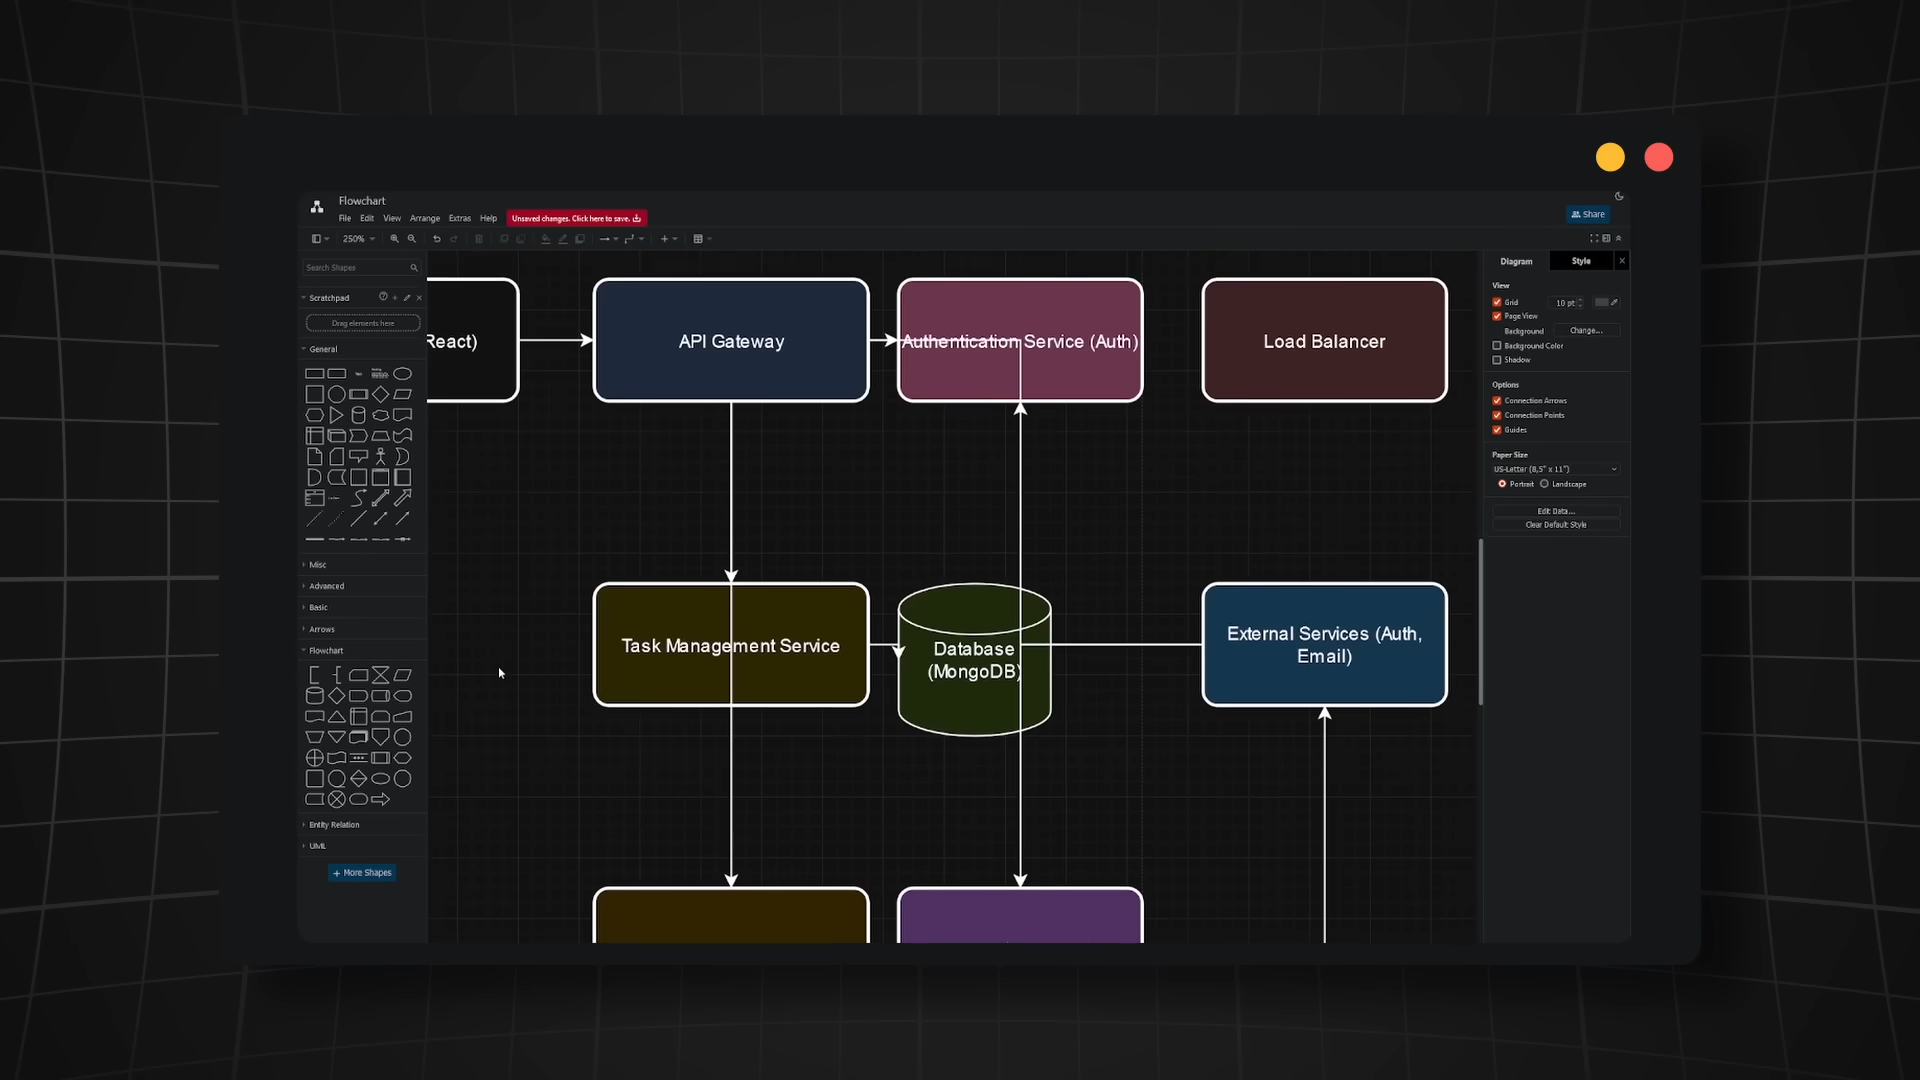 Flowchart
File Edit View Arrange Extras Help Unsaved changes. Click here to save.
Share
250%
Search Shapes
Scratchpad
Drag elements here
General
Misc
Advanced
Basic
Arrows
Flowchart
Entity Relation
UML
+ More Shapes
React)
API Gateway
Authentication Service (Auth)
Load Balancer
Task Management Service
Database
(MongoDB)
External Services (Auth,
Email)
Diagram Style
View
Grid 10 pt
Page View
Background Change...
Background Color
Shadow
Options
Connection Arrows
Connection Points
Guides
Paper Size
US-Letter (8,5" x 11")
Portrait Landscape
Edit Data...
Clear Default Style